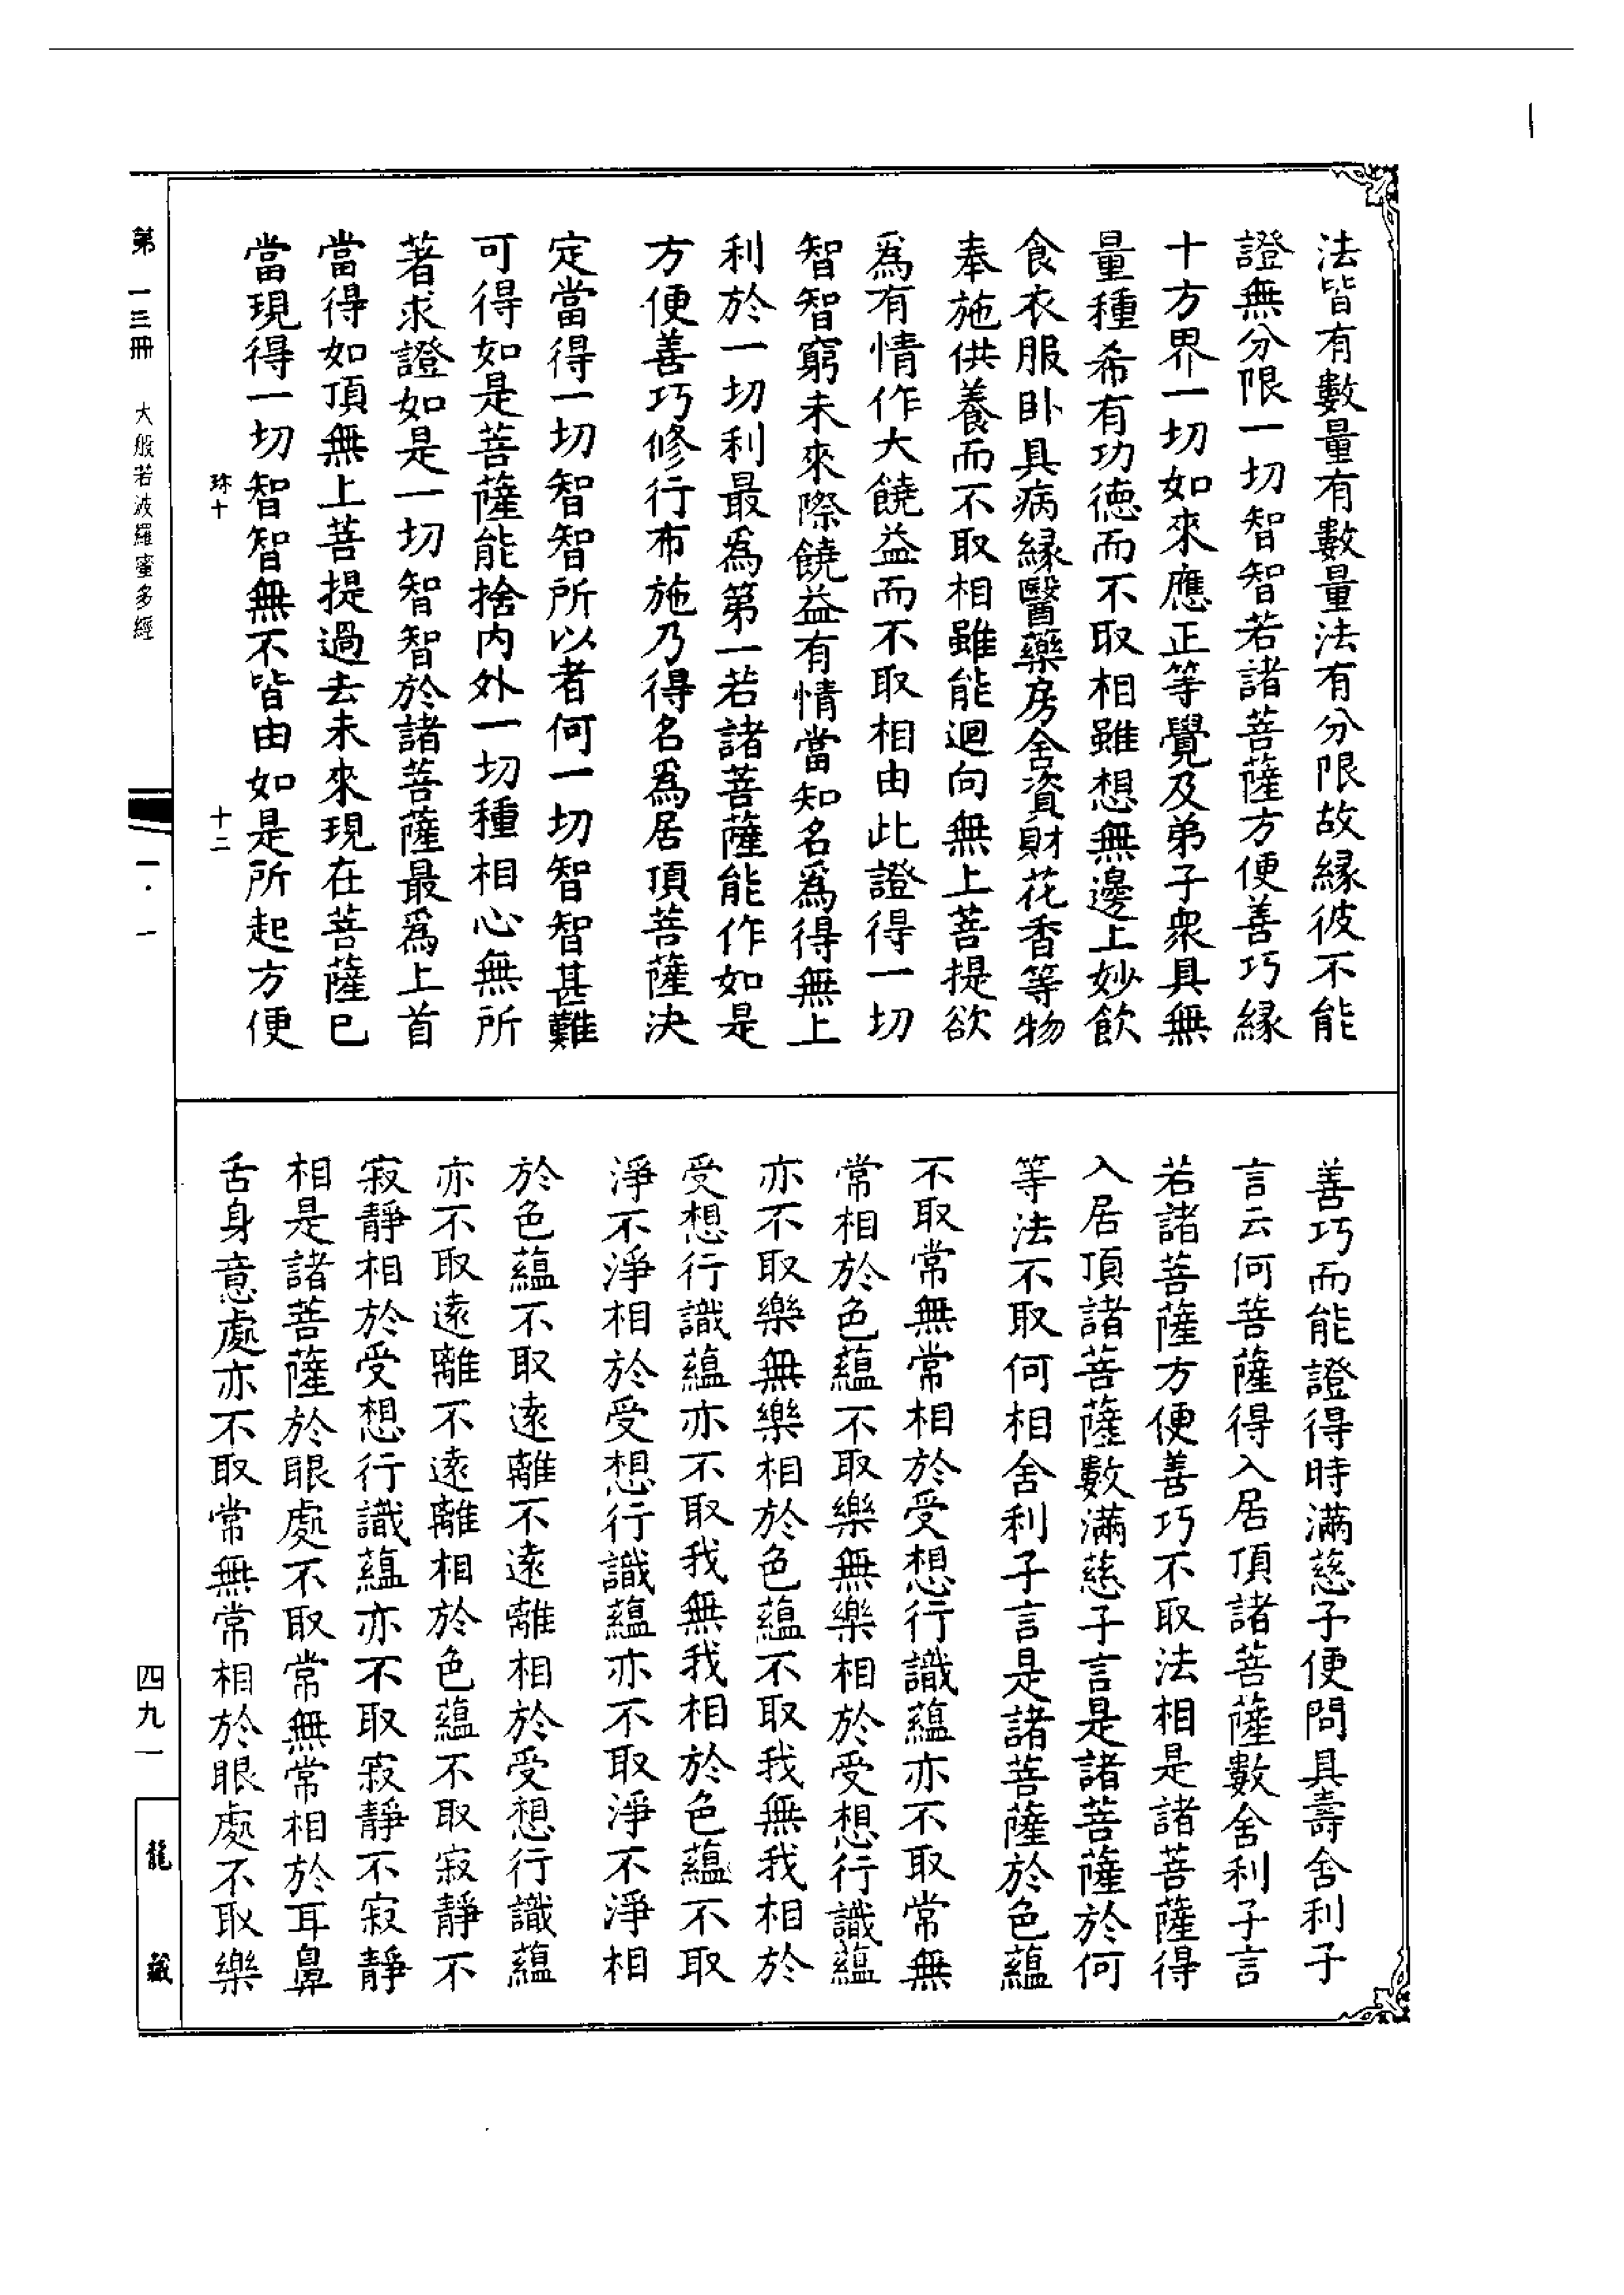 法皆有數量有數量法有分限故緣彼不能
證無分限一切智智若諸菩薩方便善巧緣
十方界一切如來應正等覺及弟子衆具無
量種希有功德而不取相雖想無邊上妙飲
食衣服臥具病緣醫藥房舍資財花香等物
奉施供養而不取相雖能迴向無上菩提欲
爲有情作大饒益而不取相由此證得一切
智智窮未來際饒益有情當知名爲得無上
利於一切利最爲第一若諸菩薩能作如是
方便善巧修行布施乃得名爲居頂菩薩決
定當得一切智智所以者何一切智智甚難
可得如是菩薩能捨內外一切種相心無所
著求證如是一切智智於諸菩薩最爲上首
當得如頂無上菩提過去未來現在菩薩已
當現得一切智智無不皆由如是所起方便
珎十
十二
善巧而能證得時滿慈子便問具壽舍利子
言云何菩薩得入居頂諸菩薩數舍利子言
若諸菩薩方便善巧不取法相是諸菩薩得
入居頂諸菩薩數滿慈子言是諸菩薩於何
等法不取何相舍利子言是諸菩薩於色蘊
不取常無常相於受想行識蘊亦不取常無
常相於色蘊不取樂無樂相於受想行識蘊
亦不取樂無樂相於色蘊不取我無我相於
受想行識蘊亦不取我無我相於色蘊不取
淨不淨相於受想行識蘊亦不取淨不淨相
於色蘊不取遠離不遠離相於受想行識蘊
亦不取遠離不遠離相於色蘊不取寂靜不
寂靜相於受想行識蘊亦不取寂靜不寂靜
相是諸菩薩於眼處不取常無常相於耳鼻
舌身意處亦不取常無常相於眼處不取樂
第一三冊 大般若波羅蜜多經
一·一
四九一
龍藏